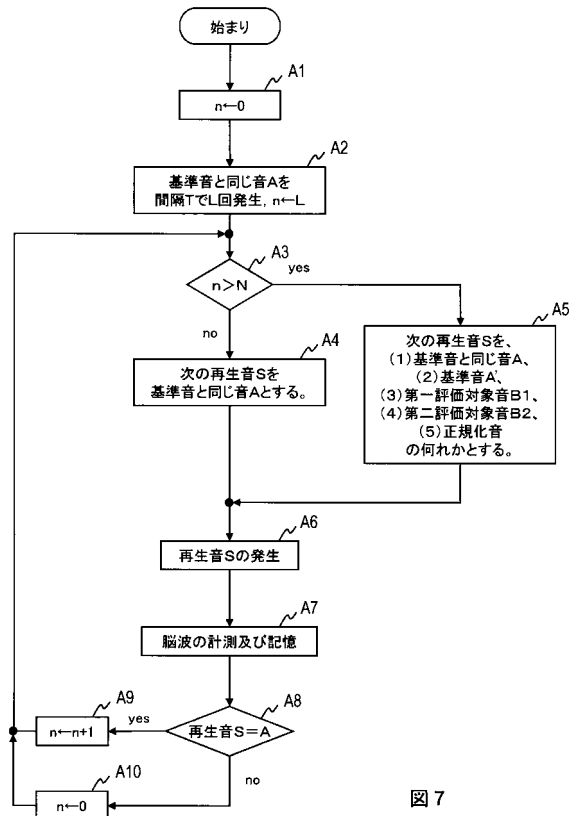 始まり
A1
n←0
A2
基準音と同じ音Aを
間隔TでL回発生, n←L
A3
n＞N
yes
no
A4
次の再生音Sを
基準音と同じ音Aとする。
A5
次の再生音Sを、
(1)基準音と同じ音A、
(2)基準音A'、
(3)第一評価対象音B1、
(4)第二評価対象音B2、
(5)正規化音
の何れかとする。
A6
再生音Sの発生
A7
脳波の計測及び記憶
A8
再生音S＝A
yes
no
A9
n←n+1
A10
n←0
図7